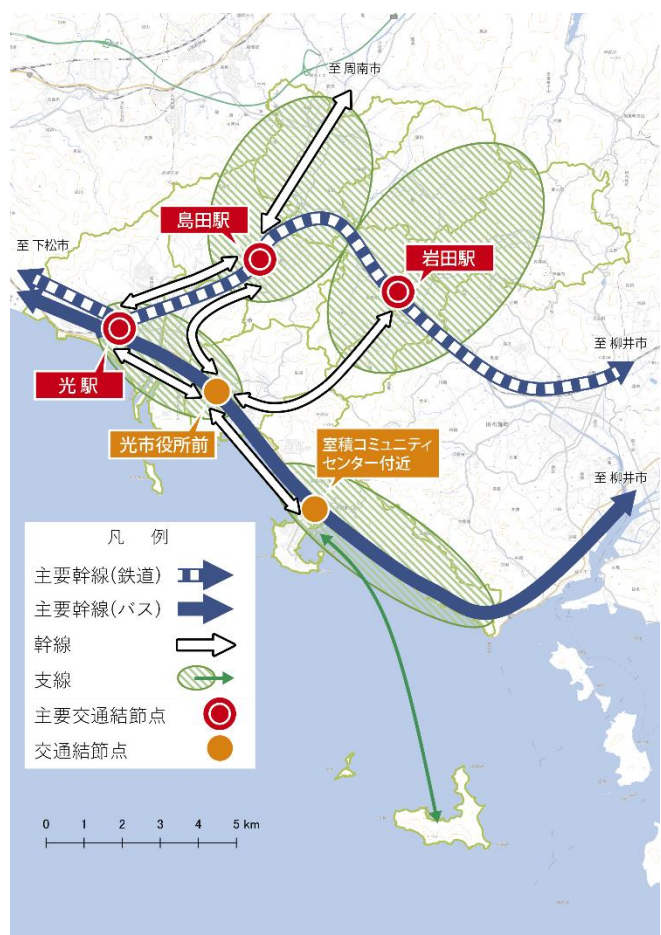 至 周南市
島田駅
至 下松市
岩田駅
至 柳井市
光 駅
光市役所前
室積コミュニティ
センター付近
至 柳井市
凡 例
主要幹線(鉄道)
主要幹線(バス)
幹線
支線
主要交通結節点
交通結節点
0 1 2 3 4 5 km